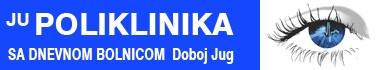 JU POLIKLINIKA
SA DNEVNOM BOLNICOM Doboj Jug